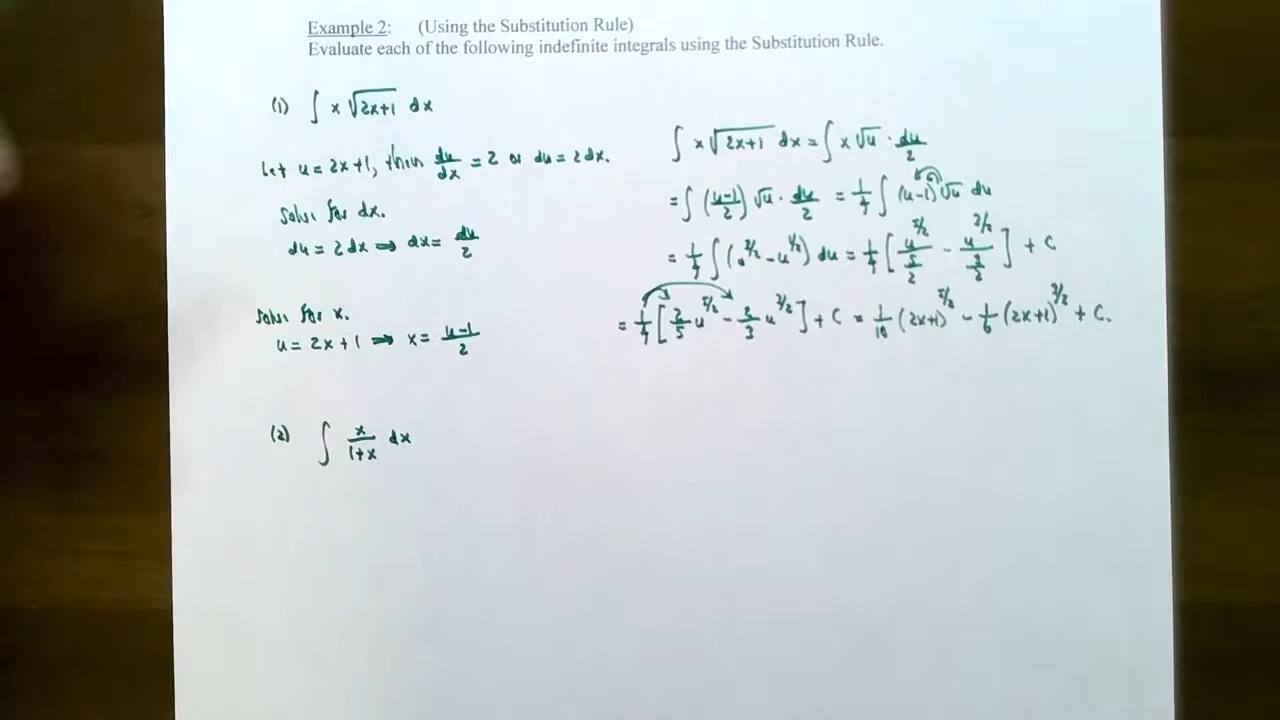 Example 2: (Using the Substitution Rule)
Evaluate each of the following indefinite integrals using the Substitution Rule.
(1) ∫ x √(2x+1) dx
Let u = 2x+1, then du/dx = 2 or du = 2dx.
Solve for dx.
du = 2dx ⇒ dx = du/2
Solve for x.
u = 2x+1 ⇒ x = (u-1)/2
∫ x √(2x+1) dx = ∫ x √u · du/2
= ∫ ((u-1)/2) √u · du/2 = 1/4 ∫ (u-1) √u du
= 1/4 ∫ (u^(3/2) - u^(1/2)) du = 1/4 [u^(5/2)/(5/2) - u^(3/2)/(3/2)] + C
= 1/4 [2/5 u^(5/2) - 2/3 u^(3/2)] + C = 1/10 (2x+1)^(5/2) - 1/6 (2x+1)^(3/2) + C.
(2) ∫ x/(1+x) dx